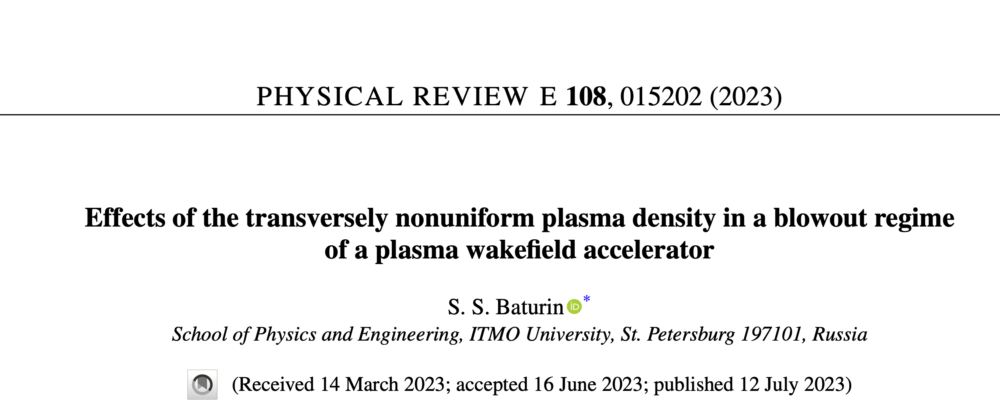 PHYSICAL REVIEW E 108, 015202 (2023)
Effects of the transversely nonuniform plasma density in a blowout regime
of a plasma wakefield accelerator
S. S. Baturin iD *
School of Physics and Engineering, ITMO University, St. Petersburg 197101, Russia
(Received 14 March 2023; accepted 16 June 2023; published 12 July 2023)